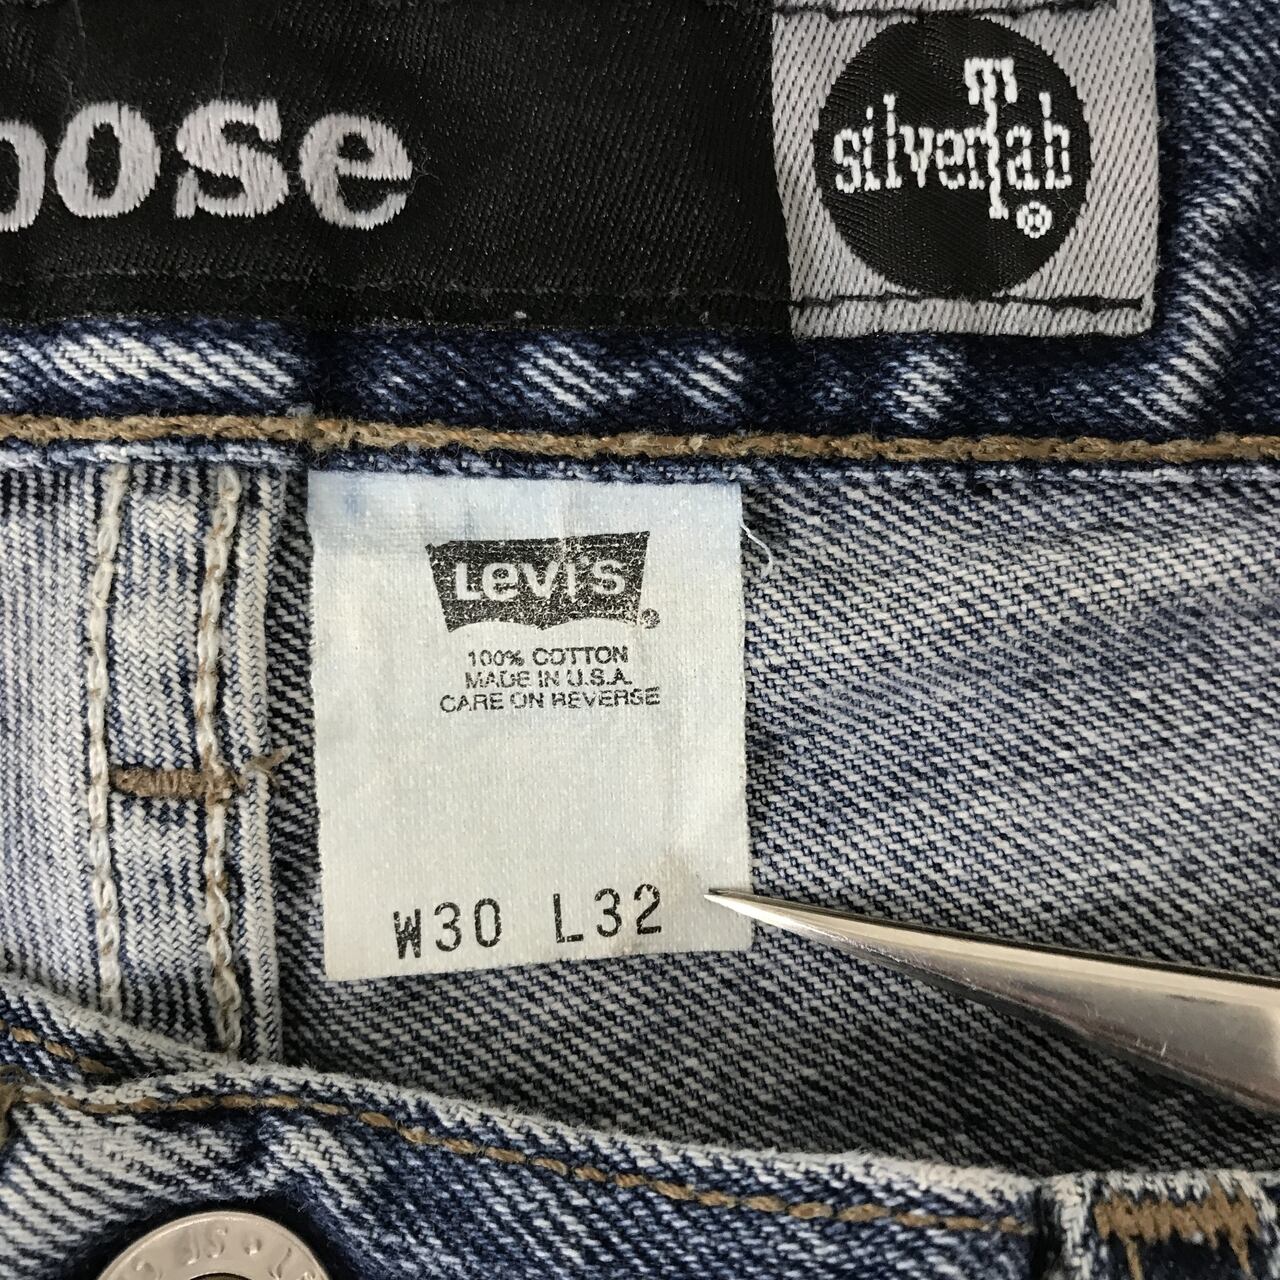 oose
silvertab
®
Levi's
®
100% COTTON
MADE IN U.S.A.
CARE ON REVERSE
W30 L32